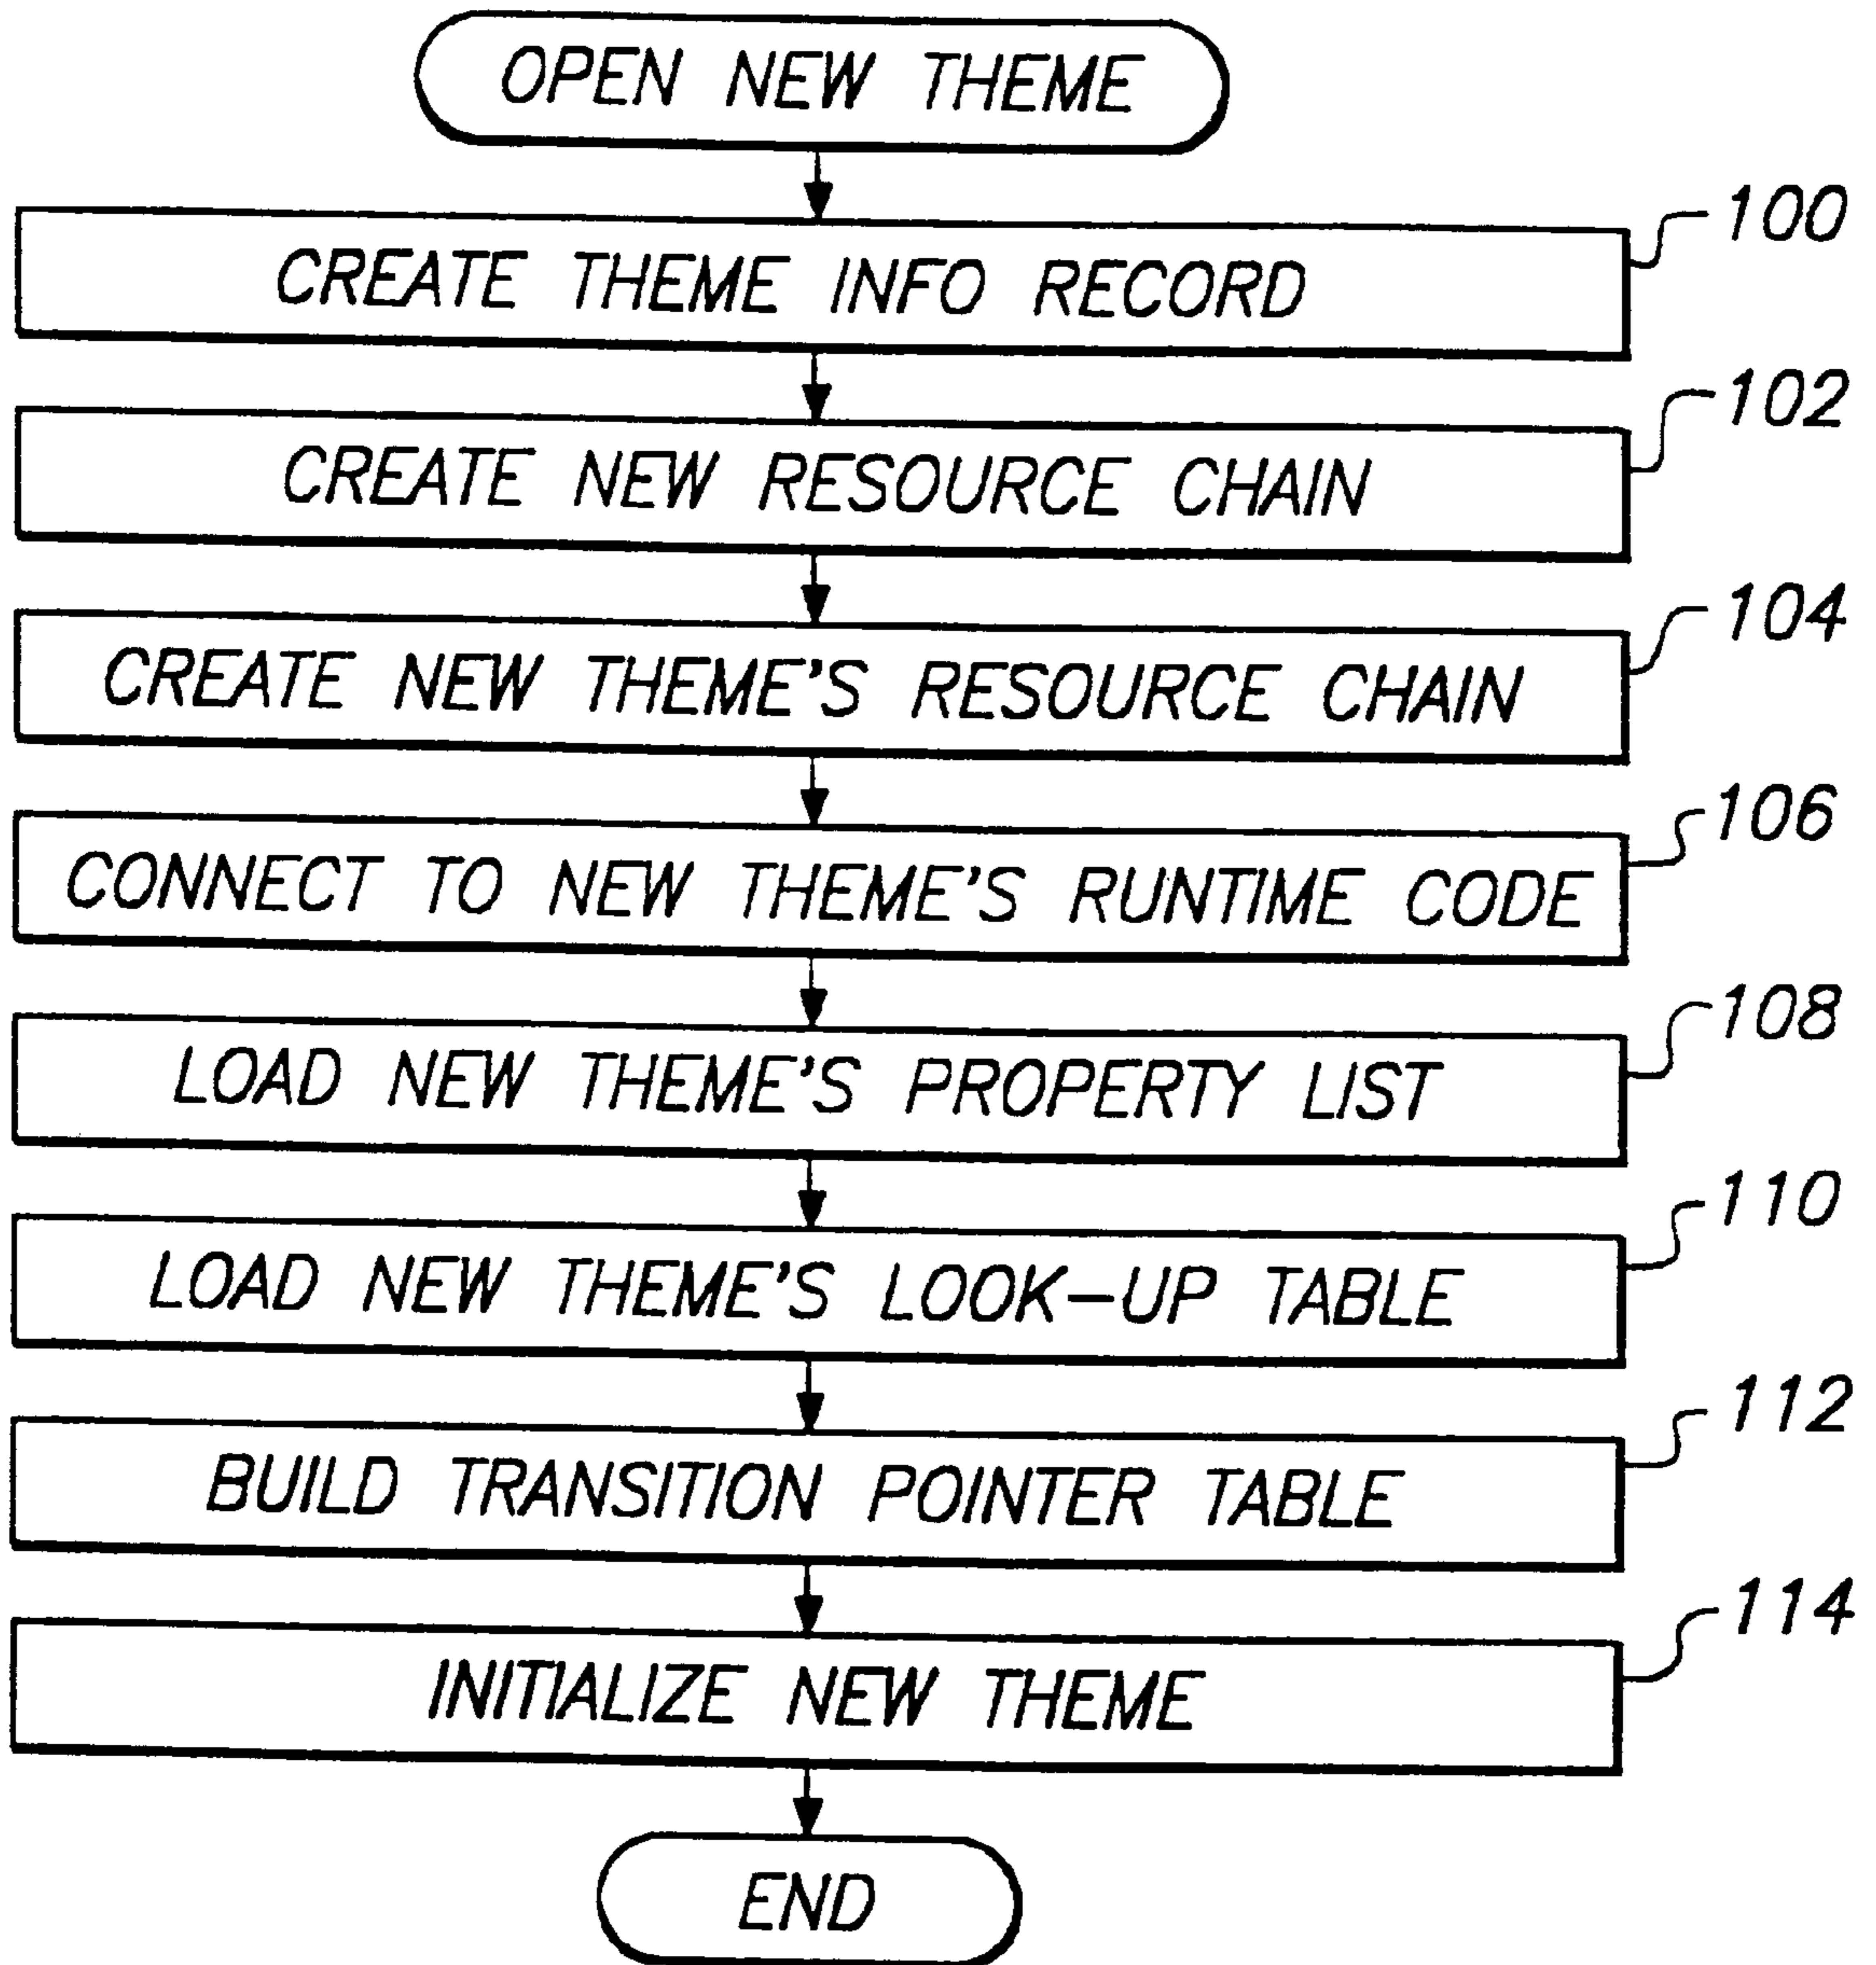 OPEN NEW THEME
CREATE THEME INFO RECORD
100
CREATE NEW RESOURCE CHAIN
102
CREATE NEW THEME'S RESOURCE CHAIN
104
CONNECT TO NEW THEME'S RUNTIME CODE
106
LOAD NEW THEME'S PROPERTY LIST
108
LOAD NEW THEME'S LOOK-UP TABLE
110
BUILD TRANSITION POINTER TABLE
112
INITIALIZE NEW THEME
114
END